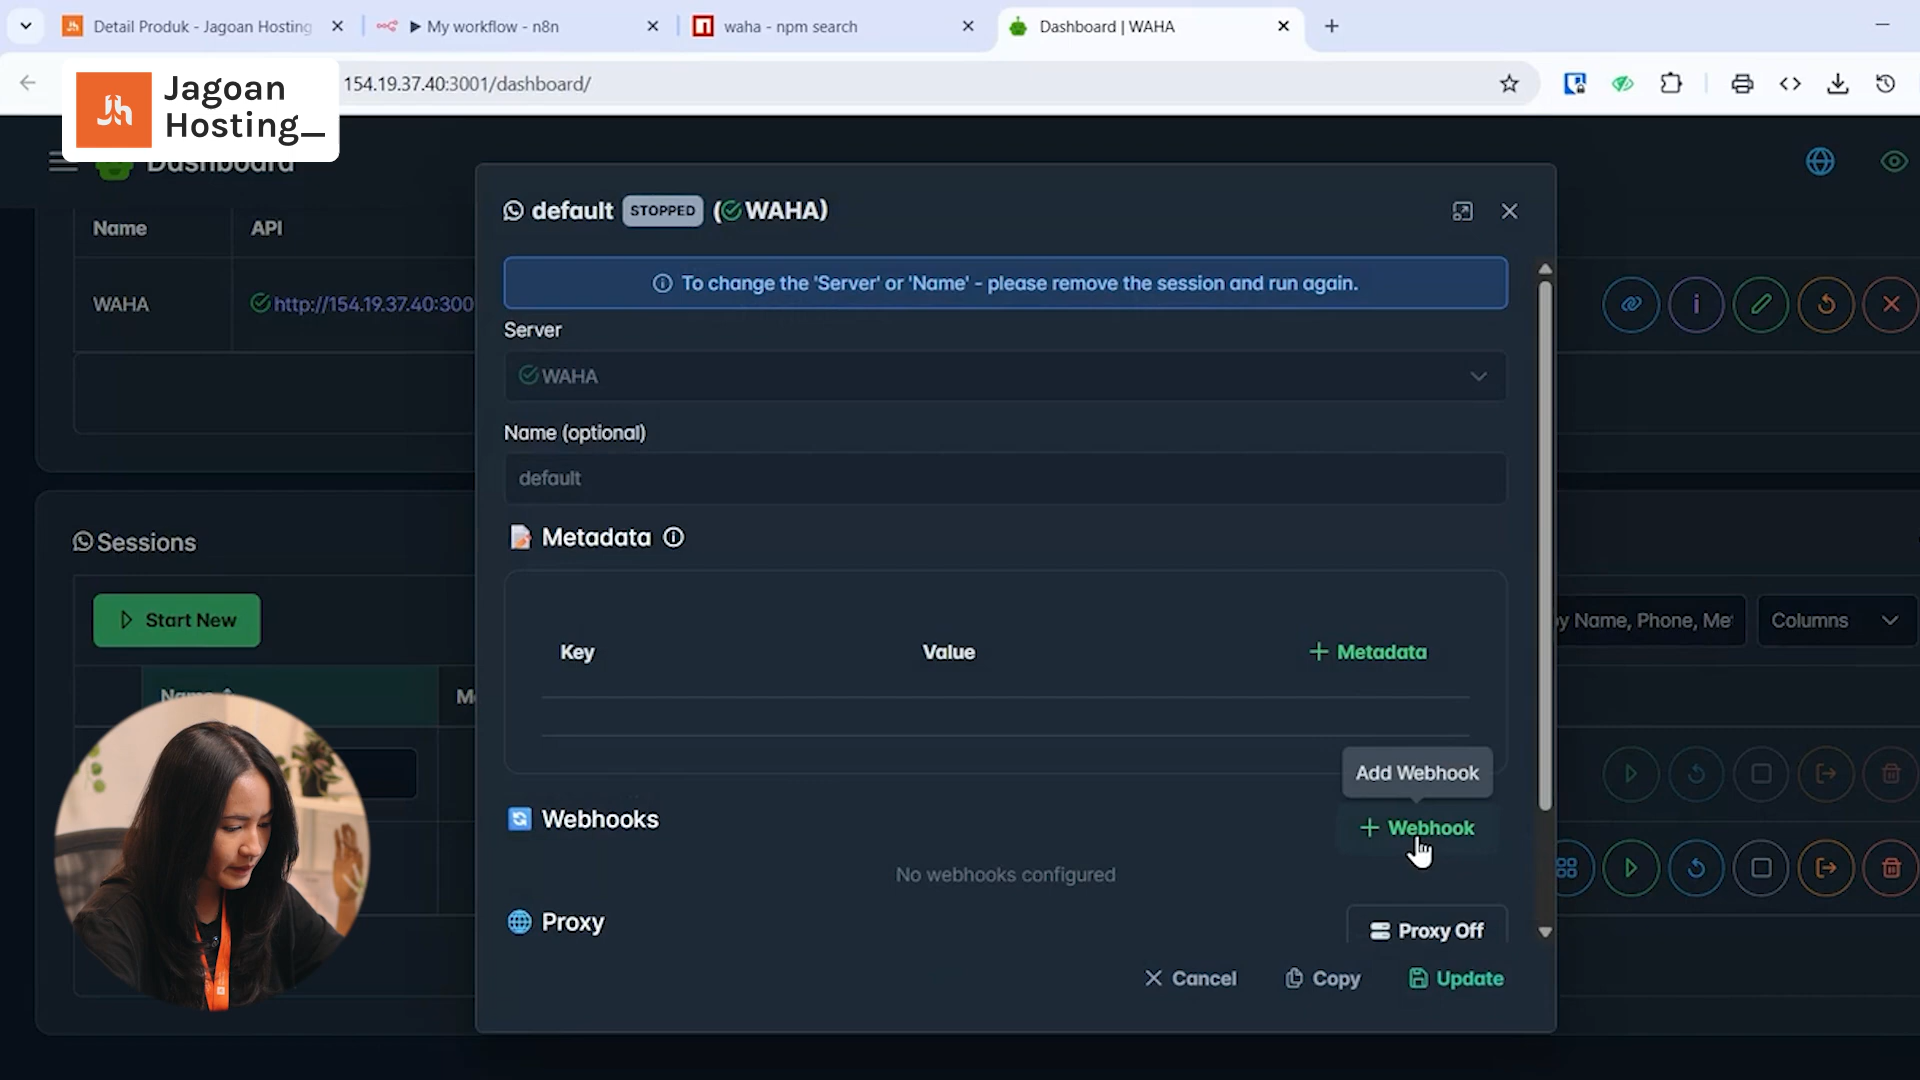 Detail Produk - Jagoan Hosting
My workflow - n8n
waha - npm search
Dashboard | WAHA
154.19.37.40:3001/dashboard/
Jagoan
Hosting_
Dashboard
Name
API
WAHA
http://154.19.37.40:300
default STOPPED (WAHA)
To change the 'Server' or 'Name' - please remove the session and run again.
Server
WAHA
Name (optional)
default
Metadata
Key
Value
+ Metadata
Add Webhook
Webhooks
+ Webhook
No webhooks configured
Proxy
Proxy Off
Cancel
Copy
Update
Sessions
Start New
y Name, Phone, Me
Columns
Name